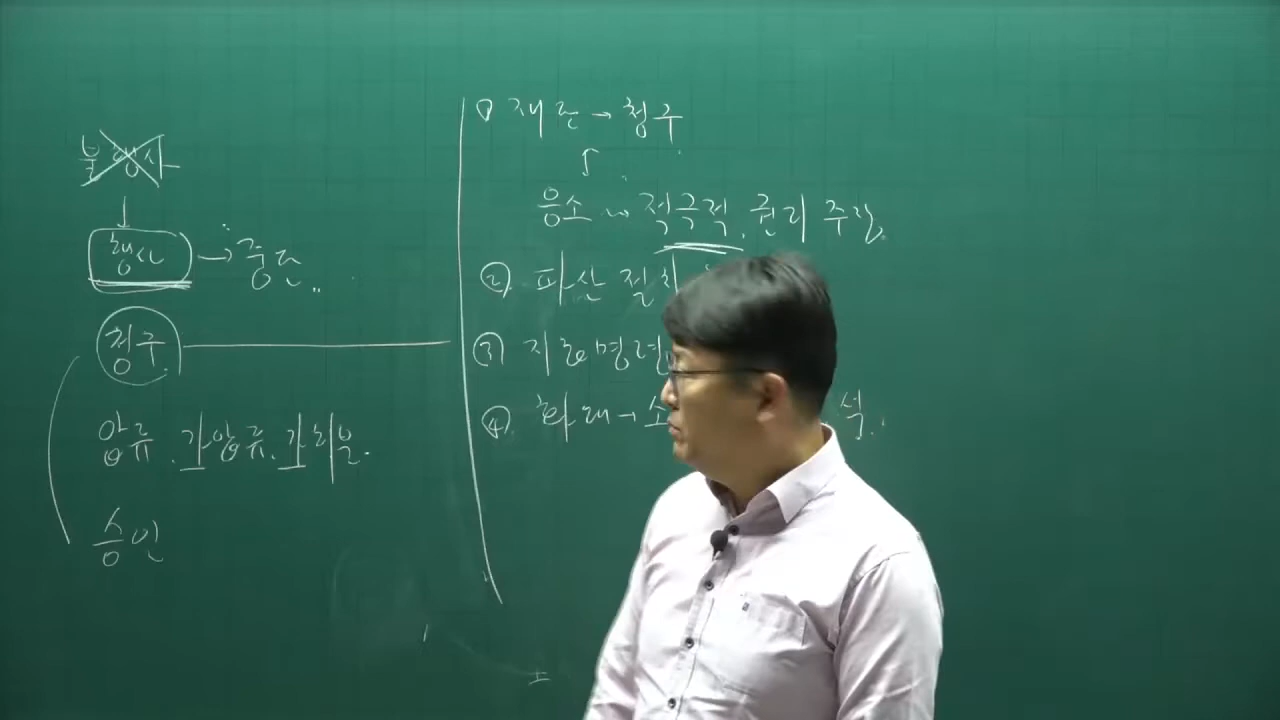 불행사
↓
행사 → 중단
청구
압류. 가압류. 가처분.
승인
① 재판 → 청구
응소 적극적. 권리 주장.
② 파산 절차
③ 지급명령
④ 화해 → 소 석.